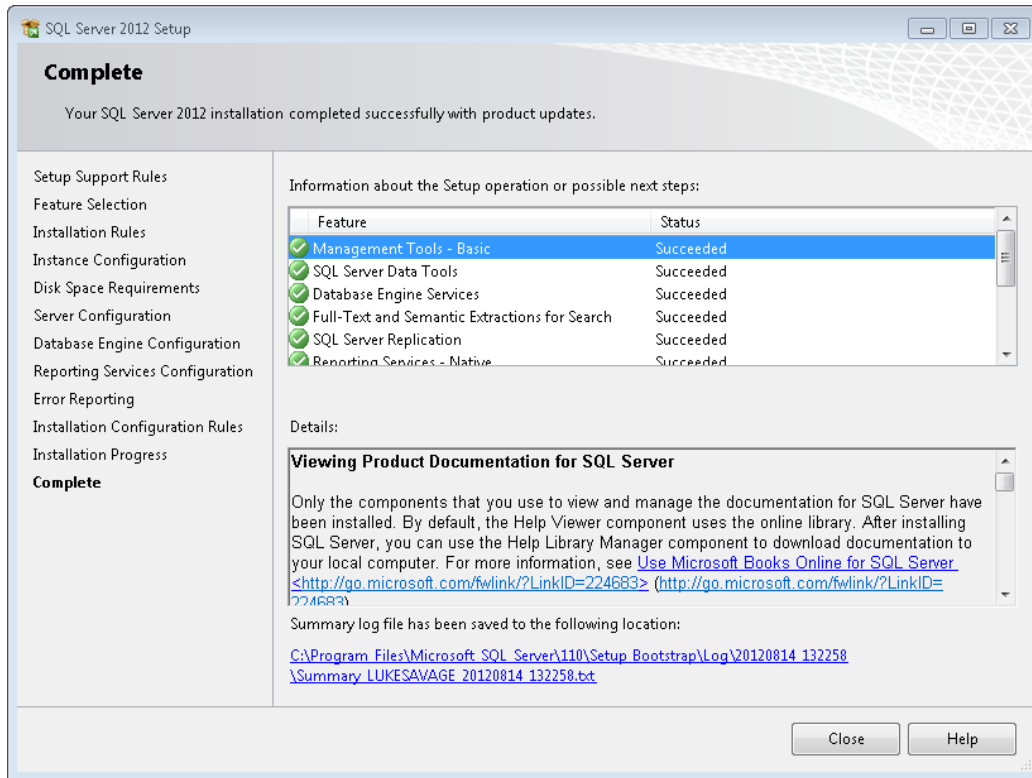 SQL Server 2012 Setup
Complete
Your SQL Server 2012 installation completed successfully with product updates.
Setup Support Rules
Feature Selection
Installation Rules
Instance Configuration
Disk Space Requirements
Server Configuration
Database Engine Configuration
Reporting Services Configuration
Error Reporting
Installation Configuration Rules
Installation Progress
Complete
Information about the Setup operation or possible next steps:
Feature Status
Management Tools - Basic Succeeded
SQL Server Data Tools Succeeded
Database Engine Services Succeeded
Full-Text and Semantic Extractions for Search Succeeded
SQL Server Replication Succeeded
Reporting Services - Native Succeeded
Details:
Viewing Product Documentation for SQL Server
Only the components that you use to view and manage the documentation for SQL Server have
been installed. By default, the Help Viewer component uses the online library. After installing
SQL Server, you can use the Help Library Manager component to download documentation to
your local computer. For more information, see Use Microsoft Books Online for SQL Server
<http://go.microsoft.com/fwlink/?LinkID=224683> (http://go.microsoft.com/fwlink/?LinkID=
224683)
Summary log file has been saved to the following location:
C:\Program Files\Microsoft SQL Server\110\Setup Bootstrap\Log\20120814_132258
\Summary_LUKESAVAGE_20120814_132258.txt
Close Help